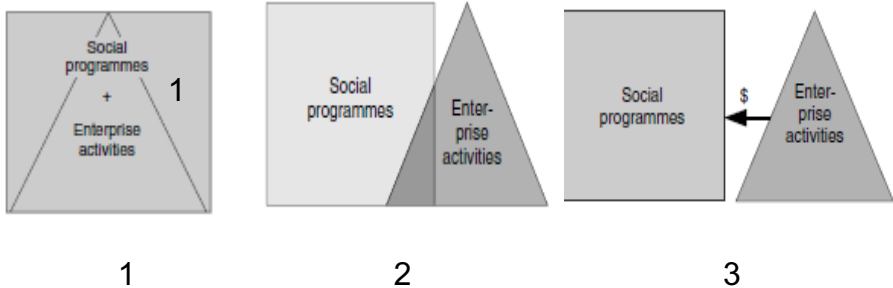 Social
programmes
+
Enterprise
activities
1
Social
programmes
Enter-
prise
activities
Social
programmes
$
Enter-
prise
activities
1
2
3